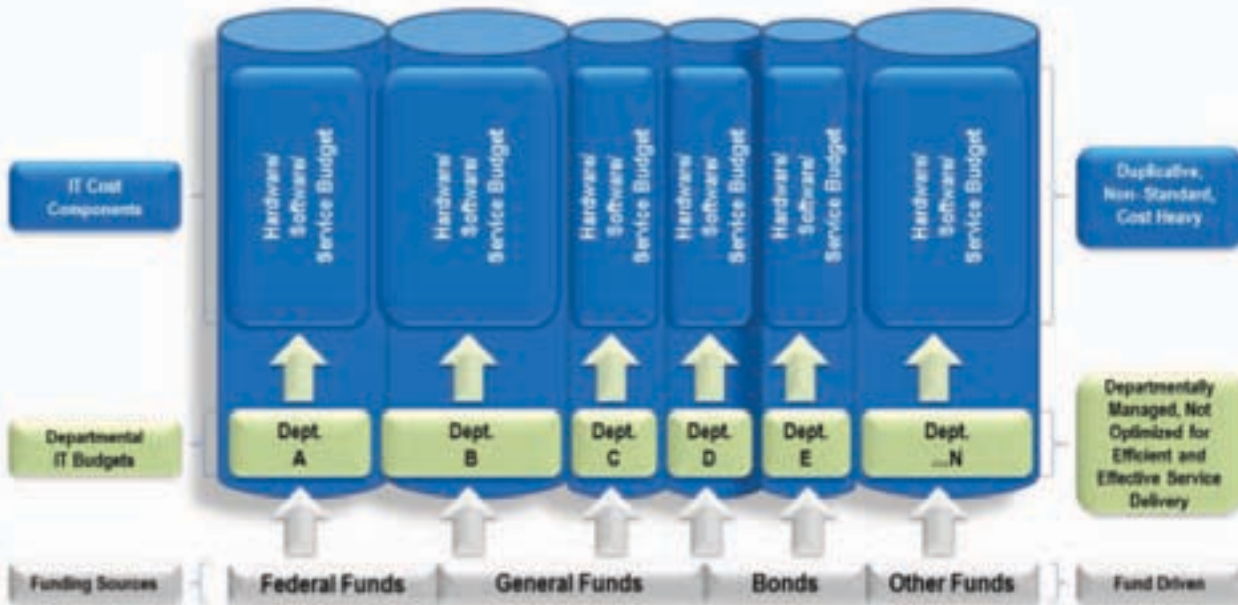 IT Cost
Components
Hardware/
Software/
Service Budget
Hardware/
Software/
Service Budget
Hardware/
Software/
Service Budget
Hardware/
Software/
Service Budget
Hardware/
Software/
Service Budget
Hardware/
Software/
Service Budget
Duplicative,
Non-Standard,
Cost Heavy
Departmental
IT Budgets
Dept.
A
Dept.
B
Dept.
C
Dept.
D
Dept.
E
Dept.
...N
Departmentally
Managed, Not
Optimized for
Efficient and
Effective Service
Delivery
Funding Sources
Federal Funds
General Funds
Bonds
Other Funds
Fund Driven